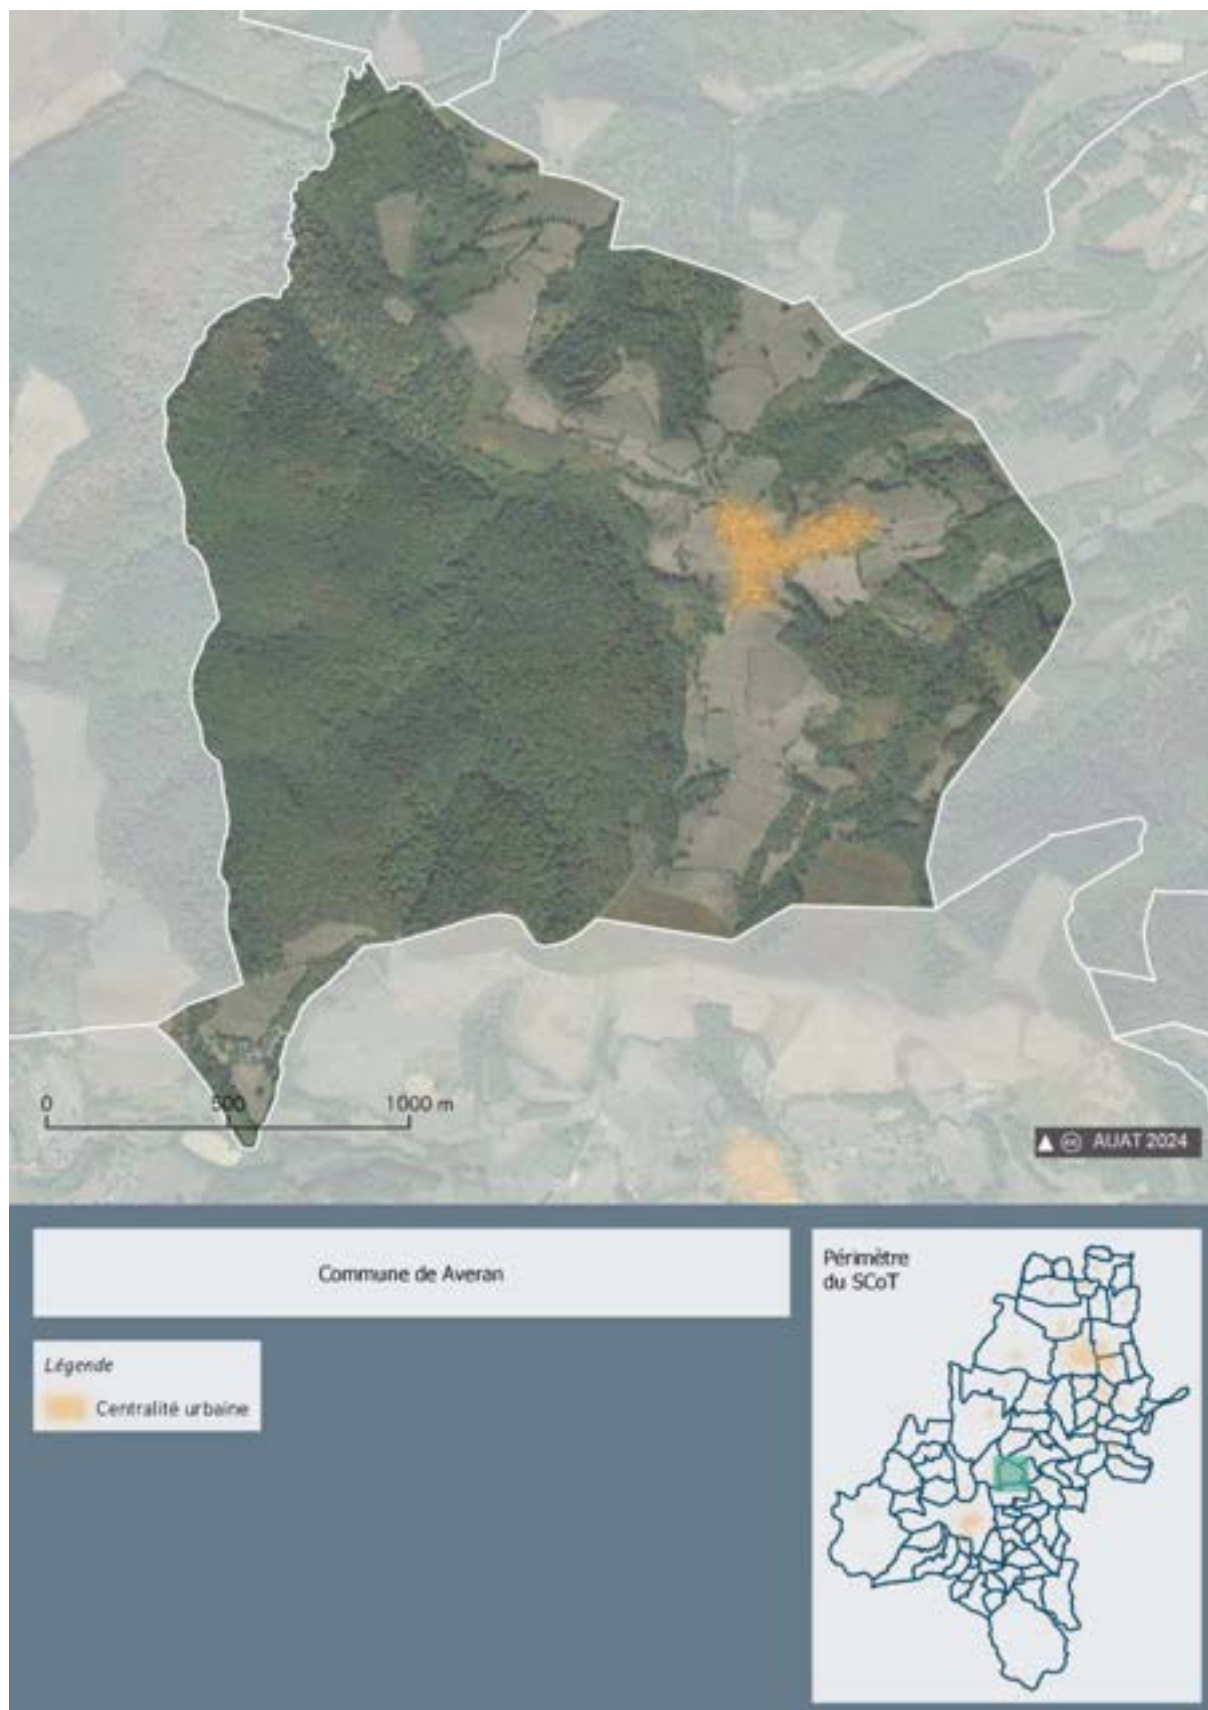 0
500
1000 m
AUAT 2024
Commune de Averan
Périmètre
du SCoT
Légende
Centralité urbaine